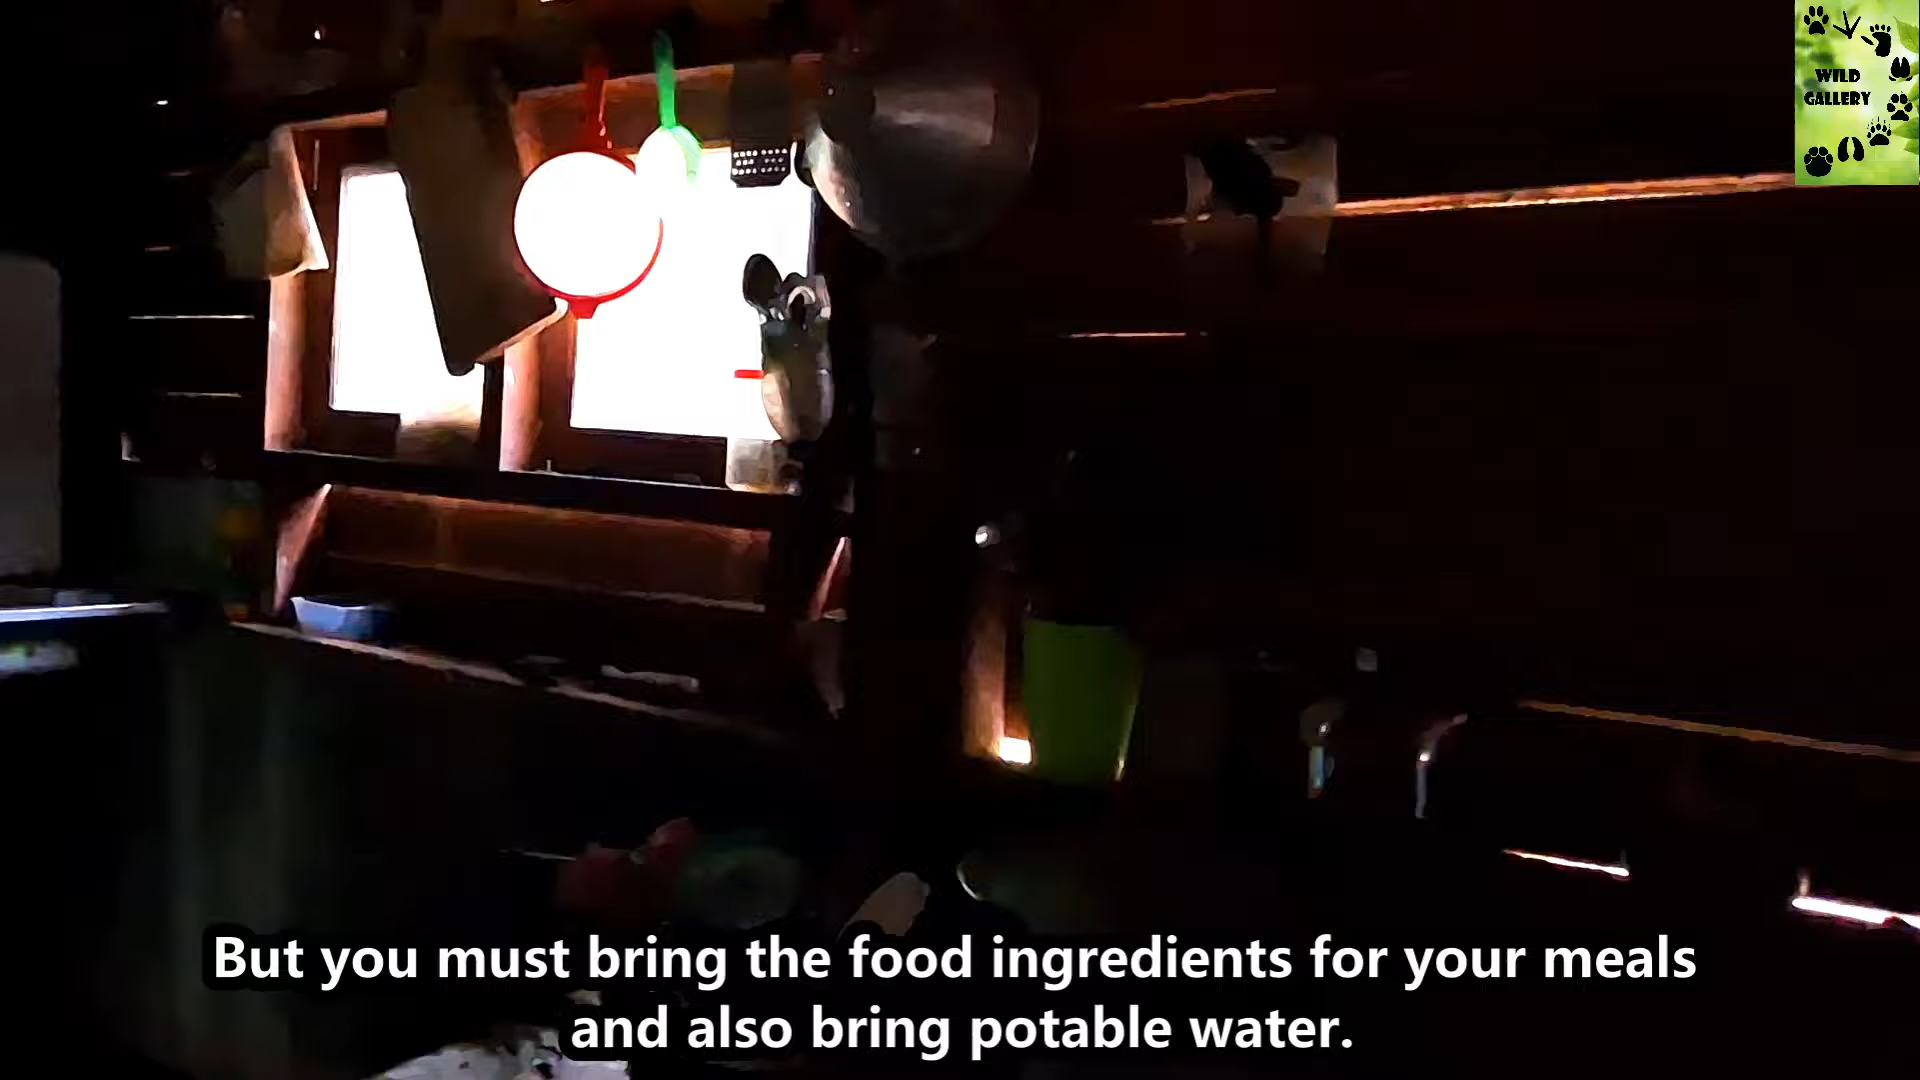 WILD
GALLERY
But you must bring the food ingredients for your meals
and also bring potable water.